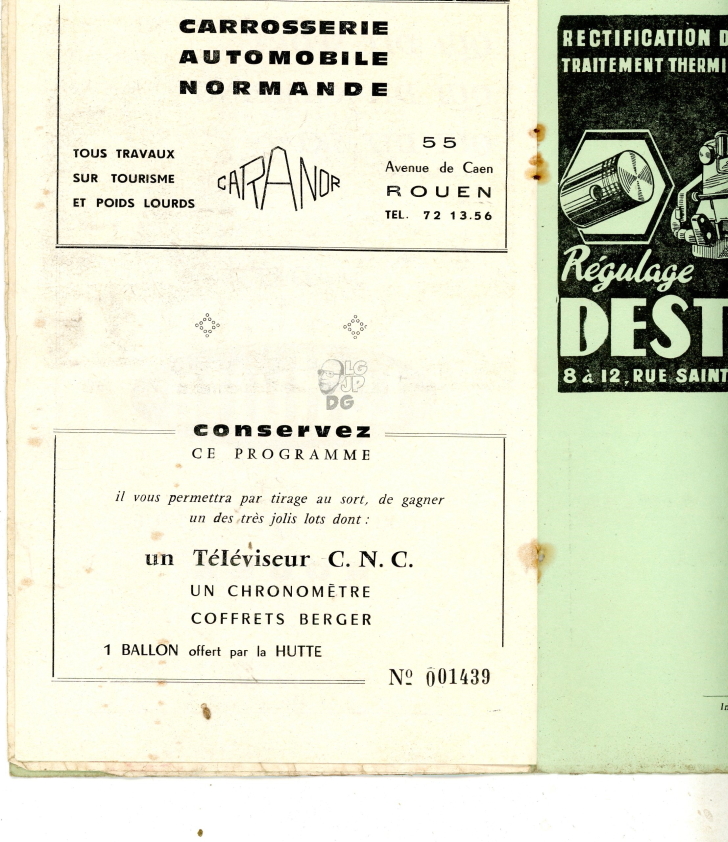 CARROSSERIE
AUTOMOBILE
NORMANDE
TOUS TRAVAUX
SUR TOURISME
ET POIDS LOURDS
CARANOR
55
Avenue de Caen
ROUEN
TEL. 72 13.56
LG
JP
DG
conservez
CE PROGRAMME
il vous permettra par tirage au sort, de gagner
un des très jolis lots dont :
un Téléviseur C. N. C.
UN CHRONOMÈTRE
COFFRETS BERGER
1 BALLON offert par la HUTTE
Nº 001439
RECTIFICATION D
TRAITEMENT THERMI
Régulage
DEST
8 à 12, RUE SAINT